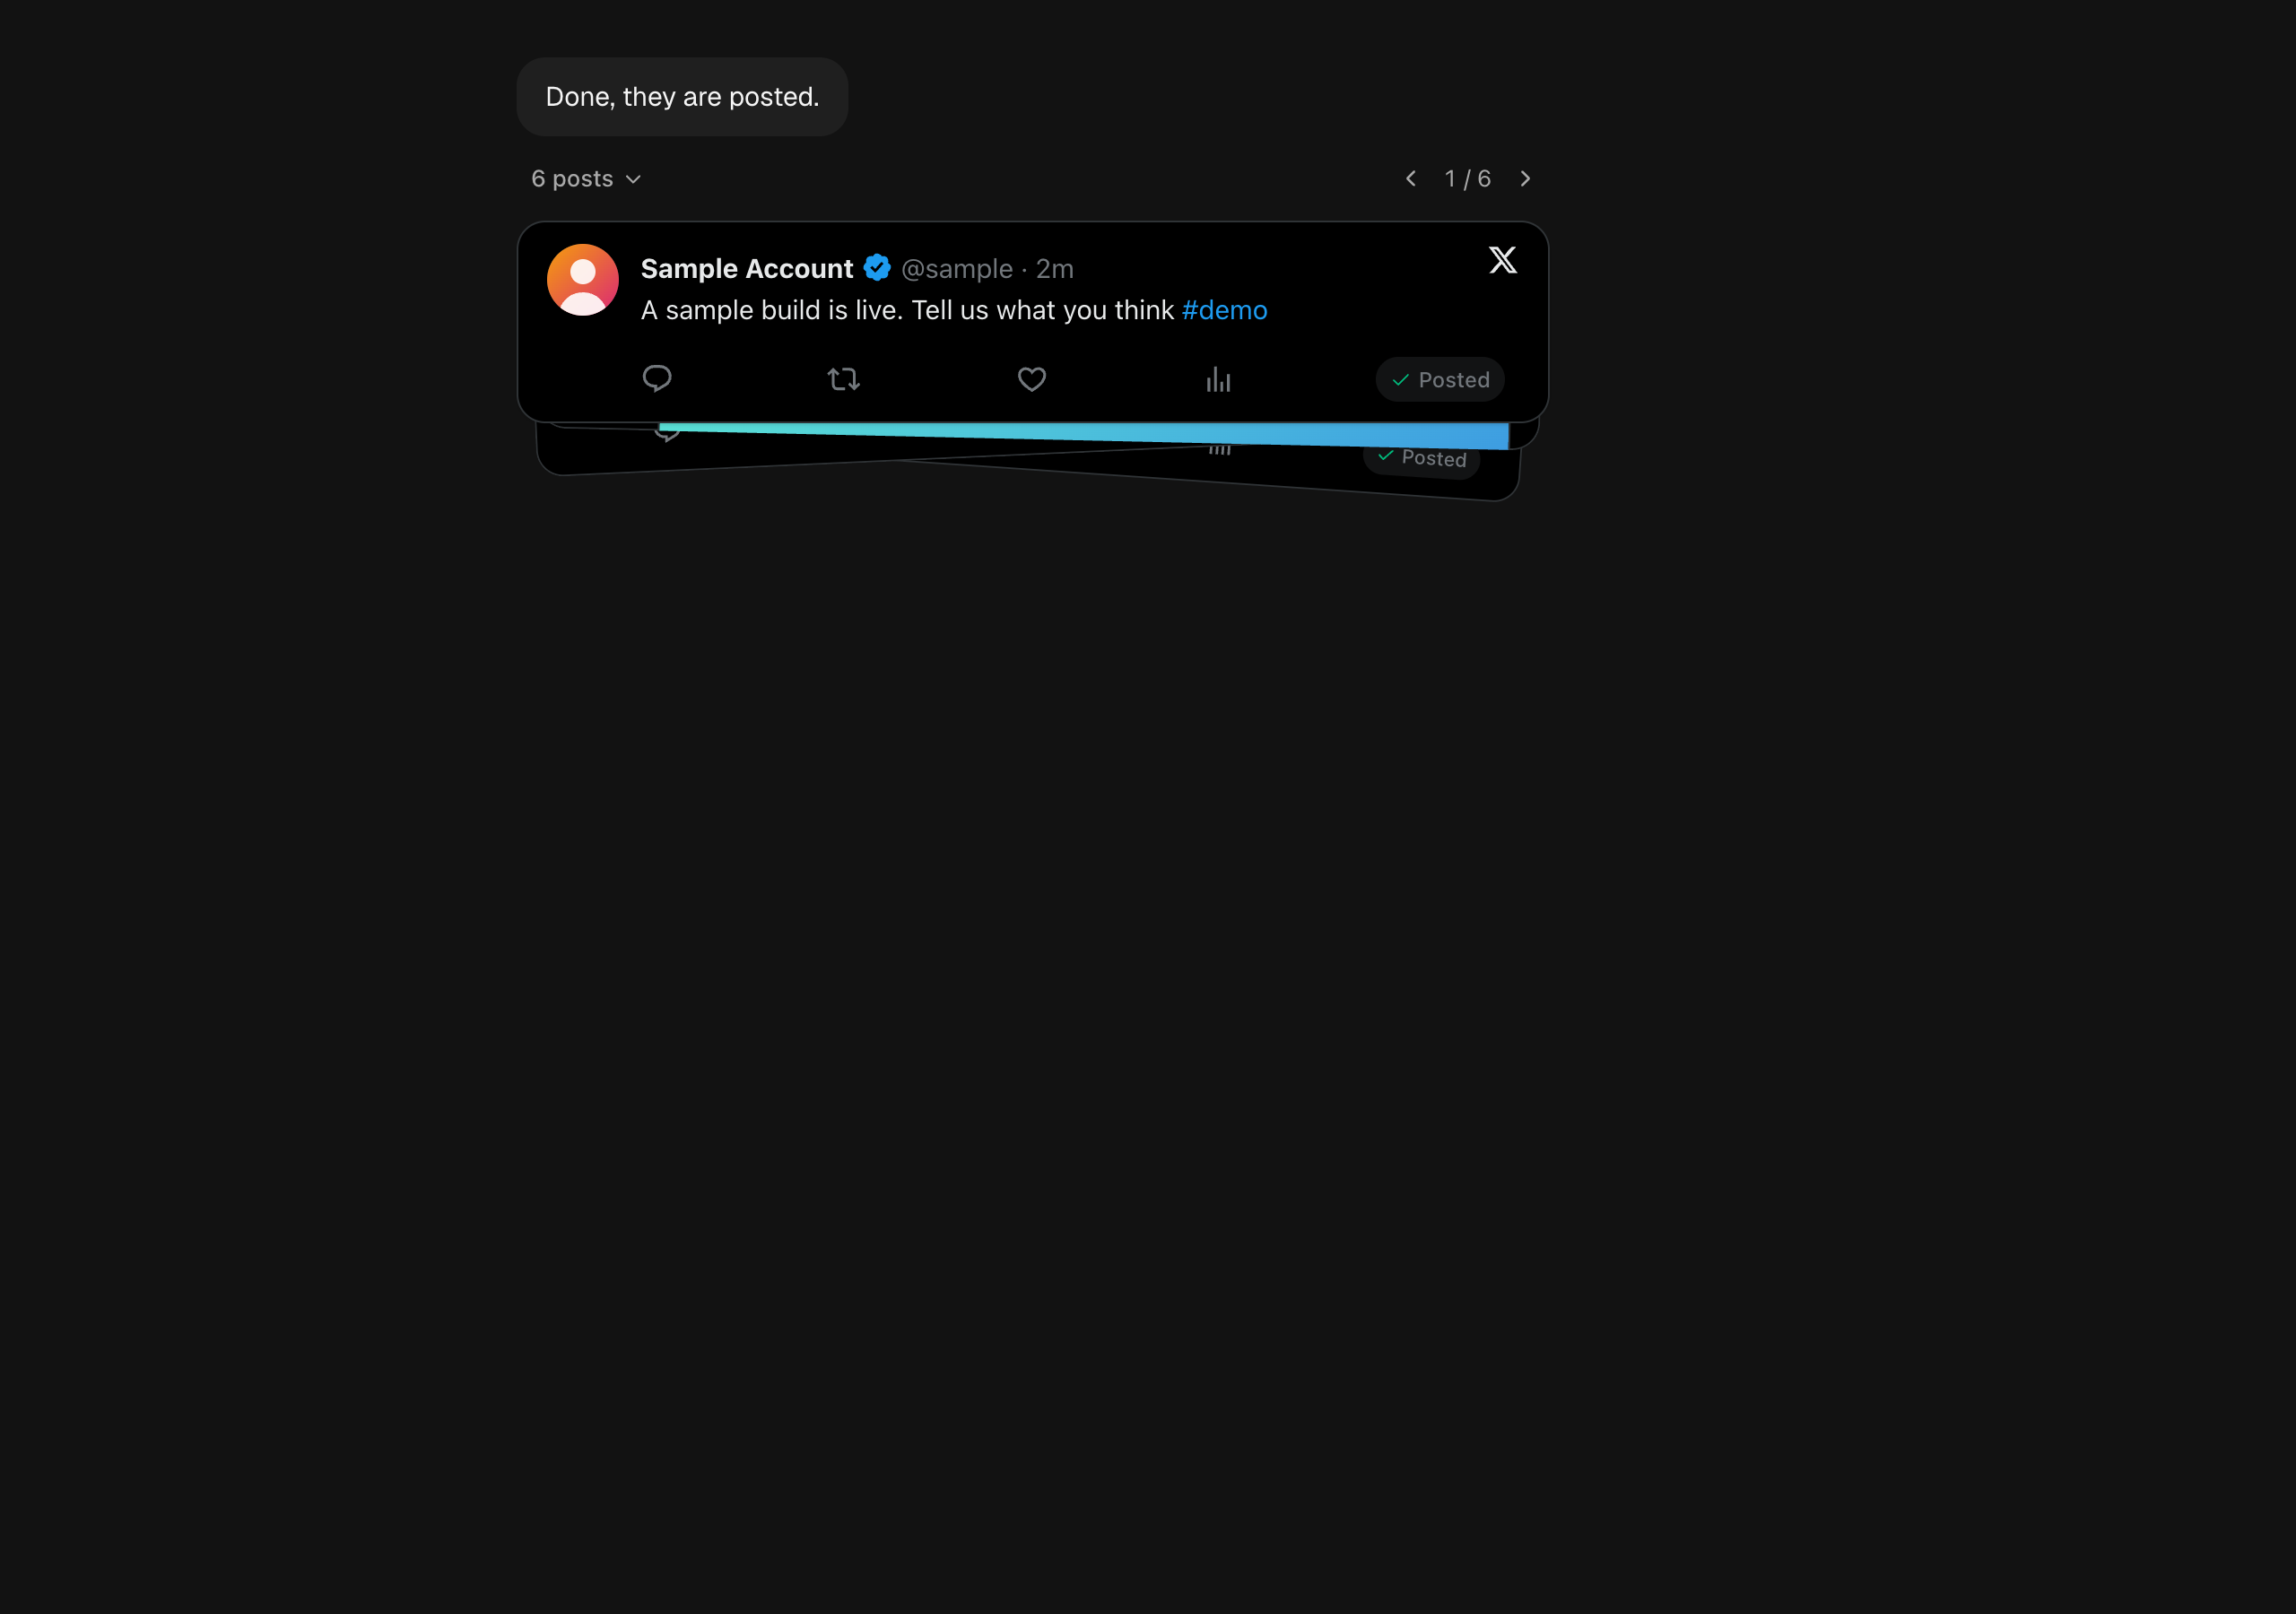 Done, they are posted.
6 posts
1 / 6
Sample Account @sample · 2m
A sample build is live. Tell us what you think #demo
Posted
Posted